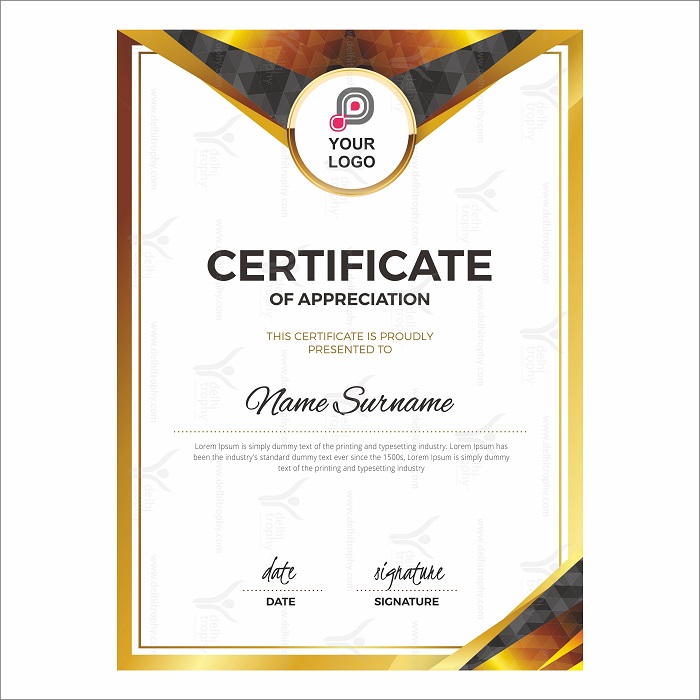 YOUR
LOGO
CERTIFICATE
OF APPRECIATION
THIS CERTIFICATE IS PROUDLY
PRESENTED TO
Name Surname
Lorem Ipsum is simply dummy text of the printing and typesetting industry. Lorem Ipsum has
been the industry's standard dummy text ever since the 1500s, Lorem Ipsum is simply dummy
text of the printing and typesetting industry
date signature
DATE SIGNATURE
delhi
trophy
www.delhitrophy.com